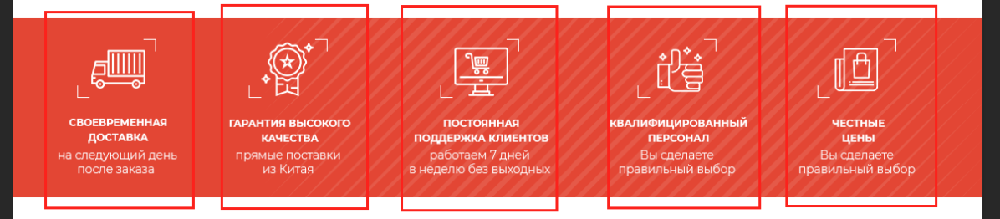 СВОЕВРЕМЕННАЯ
ДОСТАВКА
на следующий день
после заказа
ГАРАНТИЯ ВЫСОКОГО
КАЧЕСТВА
прямые поставки
из Китая
ПОСТОЯННАЯ
ПОДДЕРЖКА КЛИЕНТОВ
работаем 7 дней
в неделю без выходных
КВАЛИФИЦИРОВАННЫЙ
ПЕРСОНАЛ
Вы сделаете
правильный выбор
ЧЕСТНЫЕ
ЦЕНЫ
Вы сделаете
правильный выбор